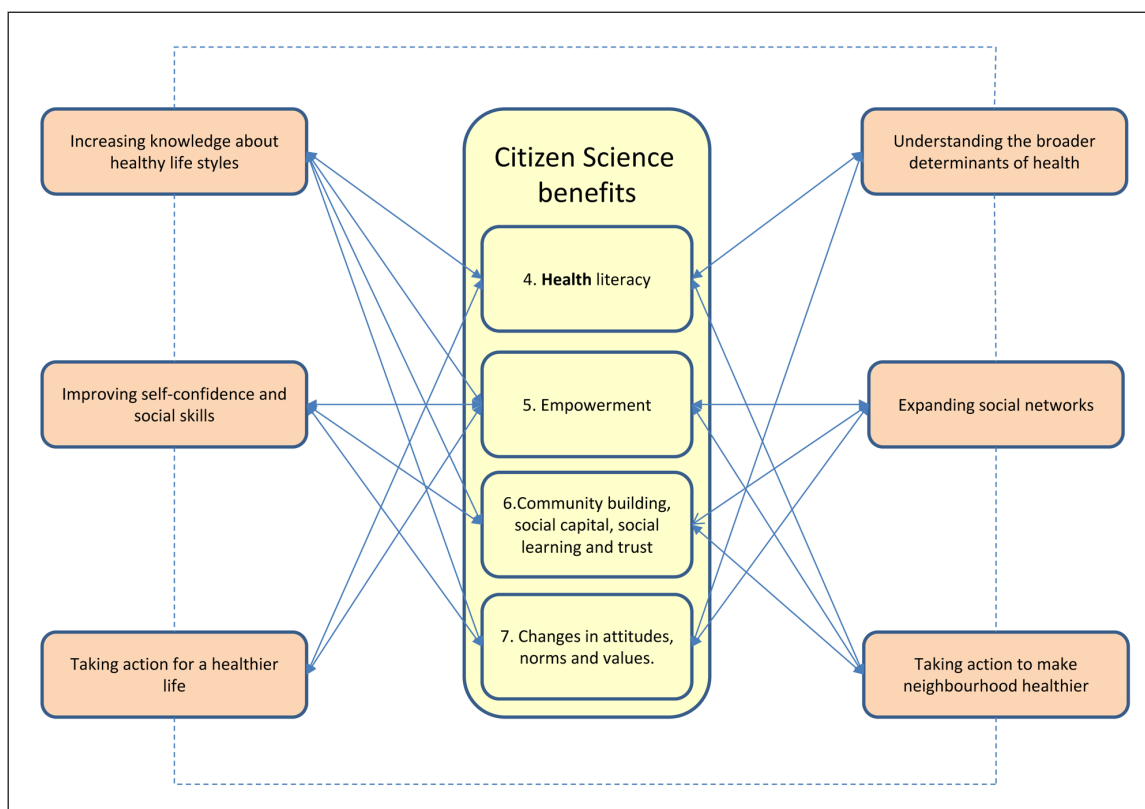 Increasing knowledge about
healthy life styles
Improving self-confidence and
social skills
Taking action for a healthier
life
Citizen Science
benefits
4. Health literacy
5. Empowerment
6.Community building,
social capital, social
learning and trust
7. Changes in attitudes,
norms and values.
Understanding the broader
determinants of health
Expanding social networks
Taking action to make
neighbourhood healthier